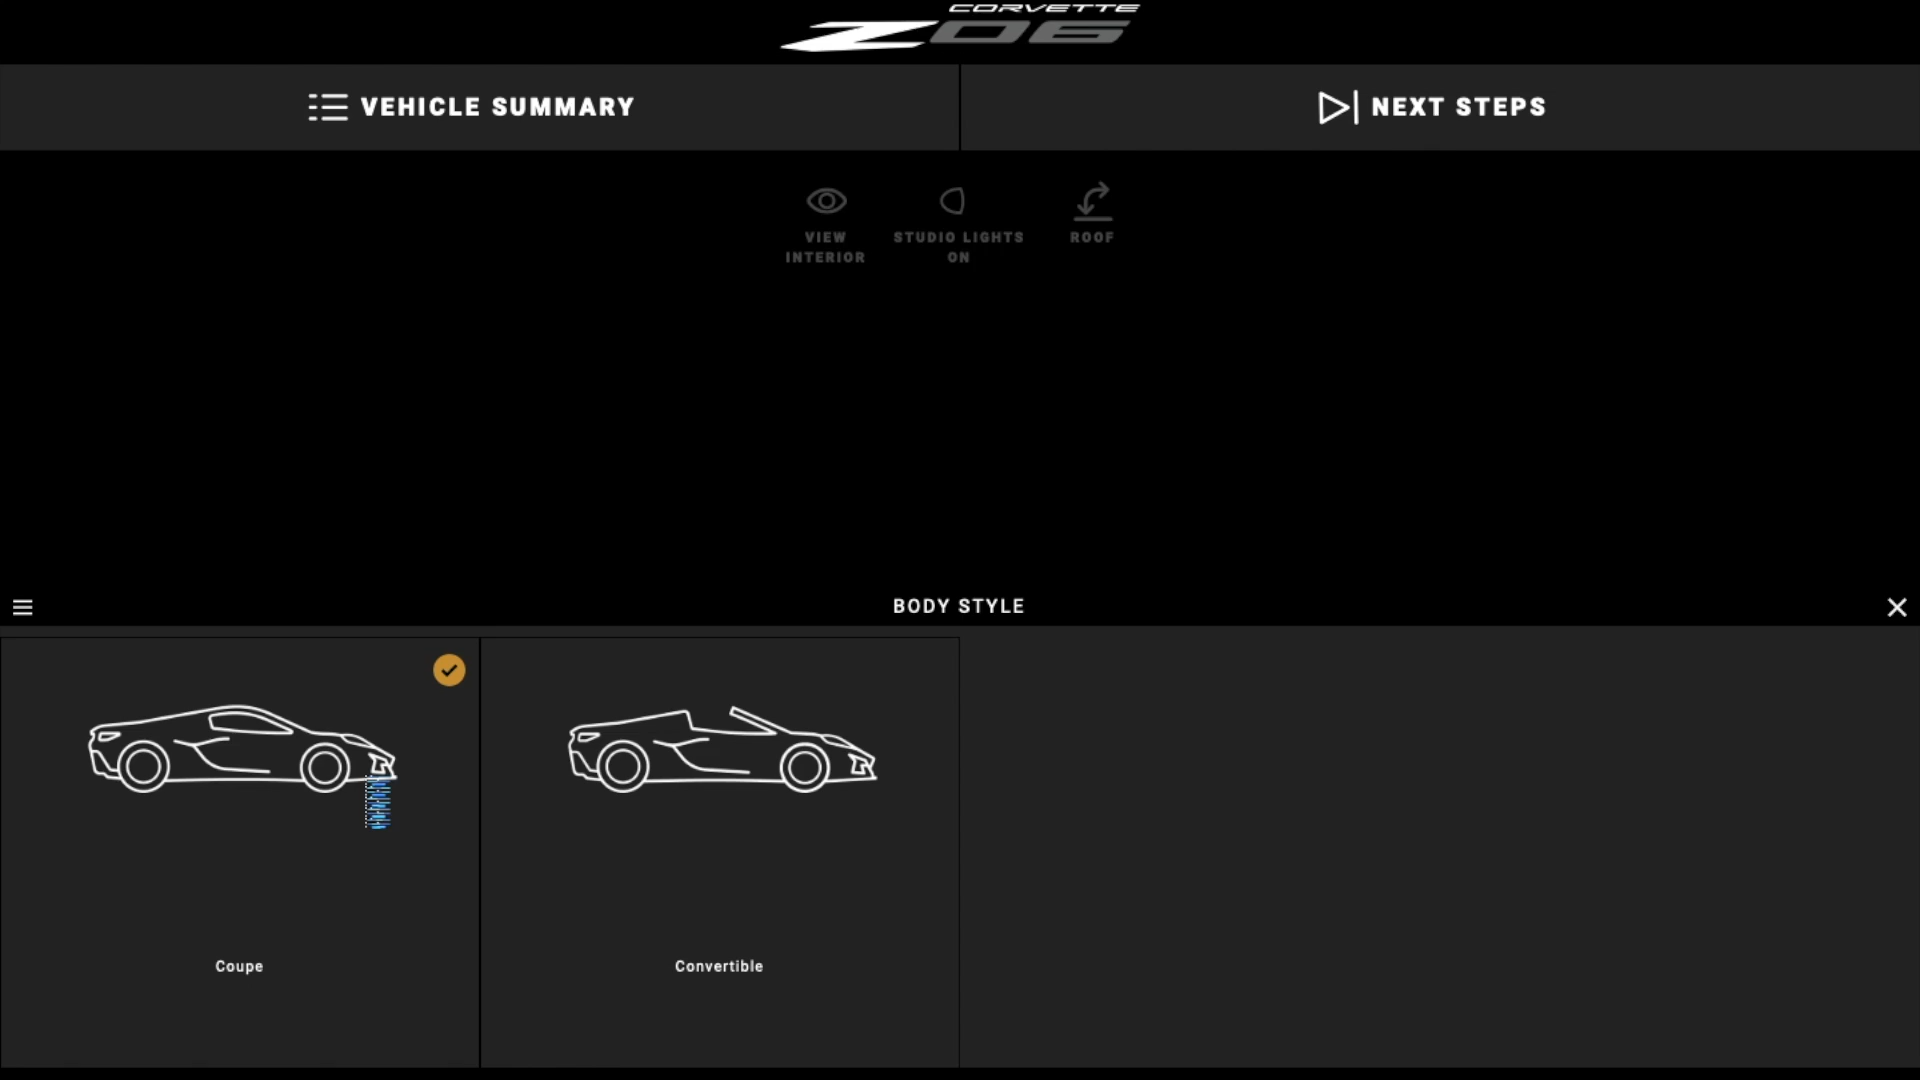 CORVETTE
Z06
VEHICLE SUMMARY
NEXT STEPS
VIEW
INTERIOR
STUDIO LIGHTS
ON
ROOF
BODY STYLE
Coupe
Convertible